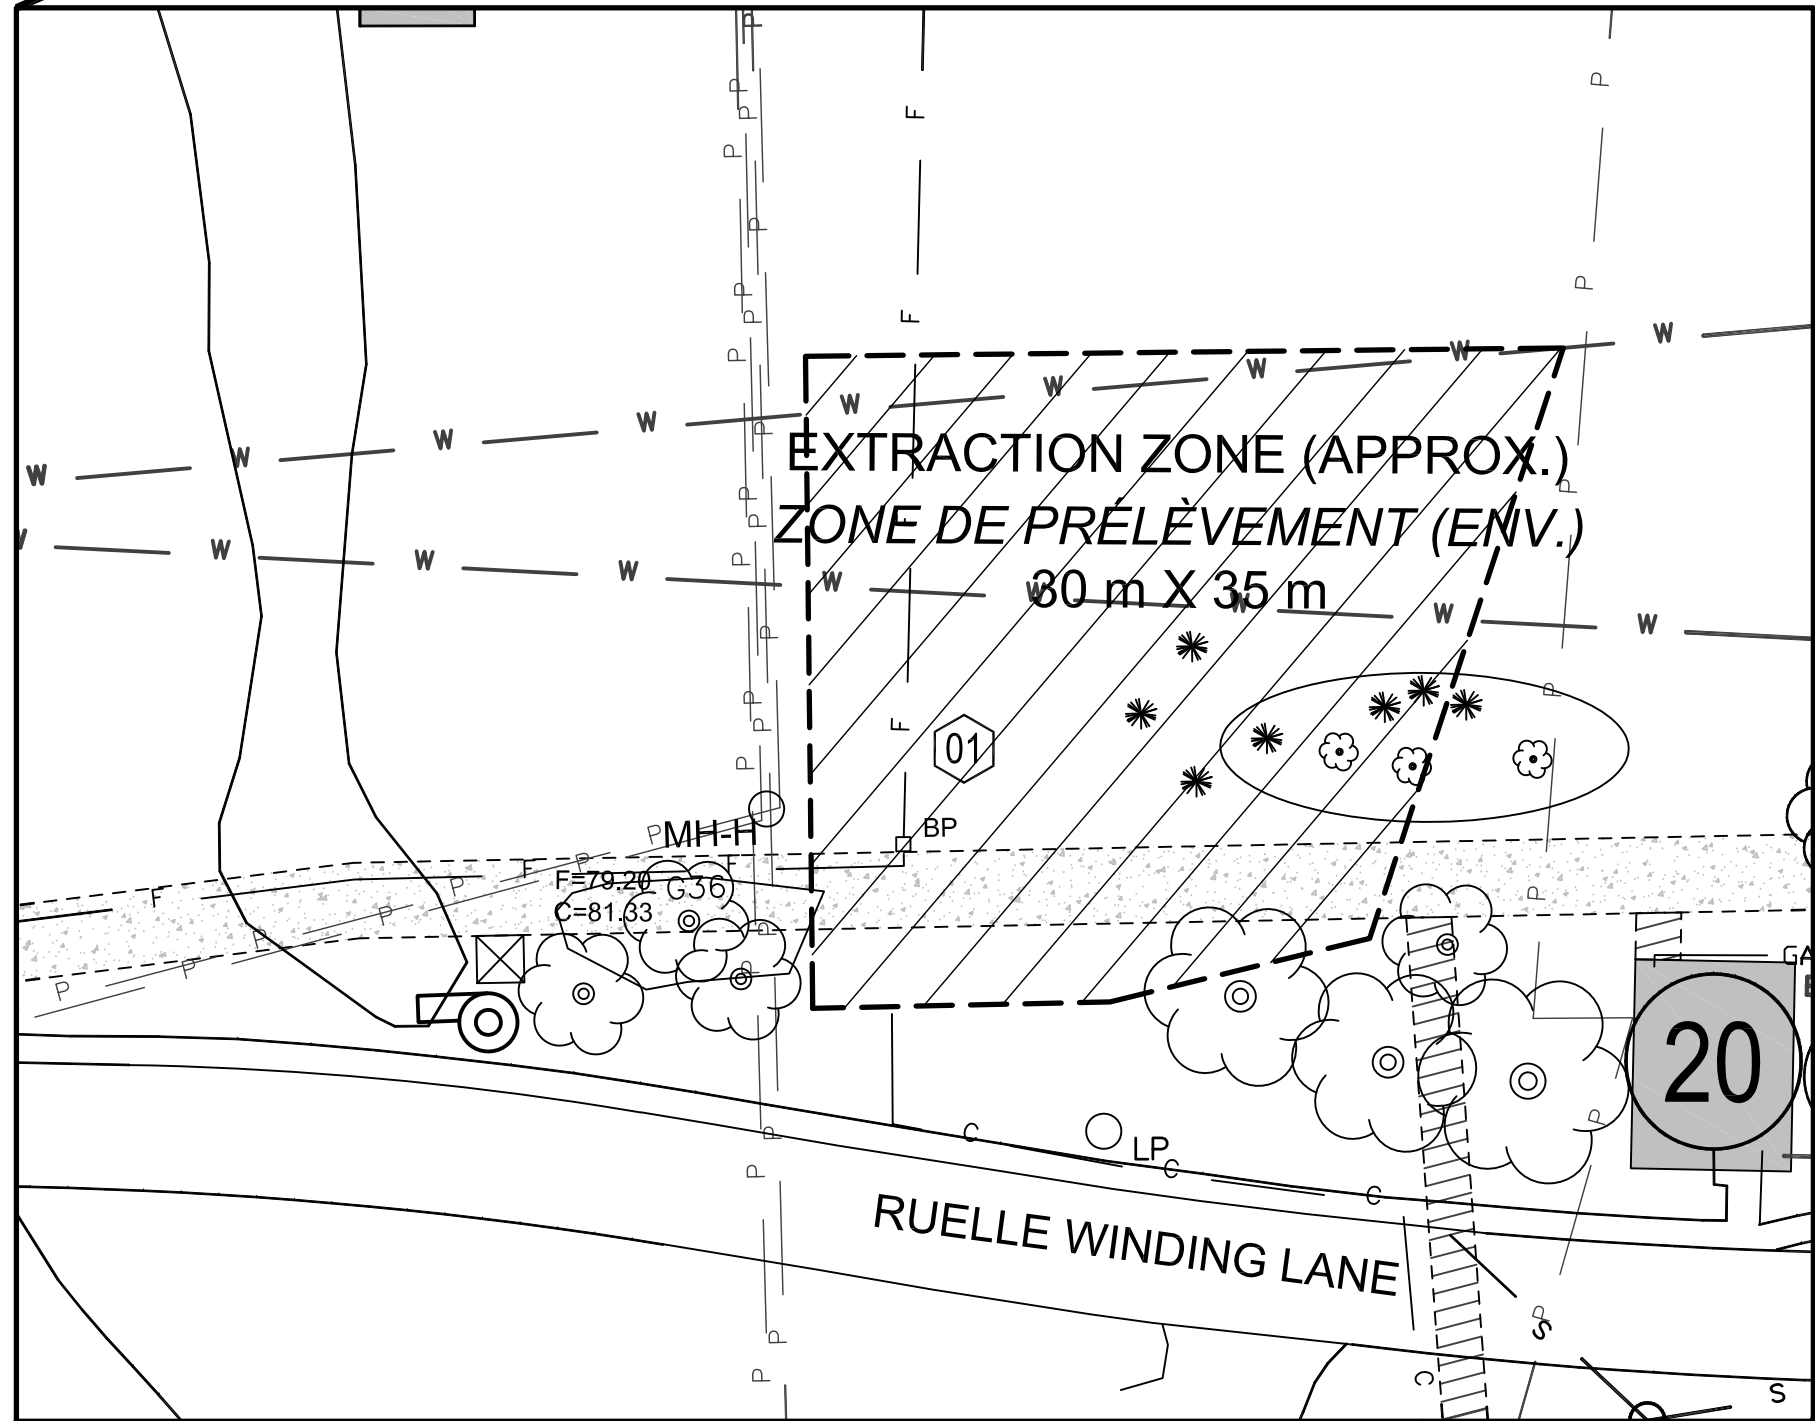 EXTRACTION ZONE (APPROX.)
ZONE DE PRÉLÈVEMENT (ENV.)
30 m X 35 m
01
BP
MH-H
F=79.20
G36
C=81.33
20
LP
RUELLE WINDING LANE
P
F
W
C
S